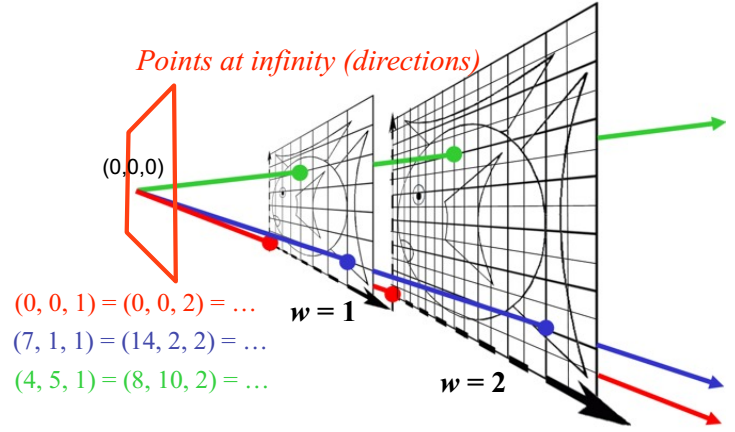 Points at infinity (directions)
(0,0,0)
(0, 0, 1) = (0, 0, 2) = …
w = 1
(7, 1, 1) = (14, 2, 2) = …
(4, 5, 1) = (8, 10, 2) = …
w = 2